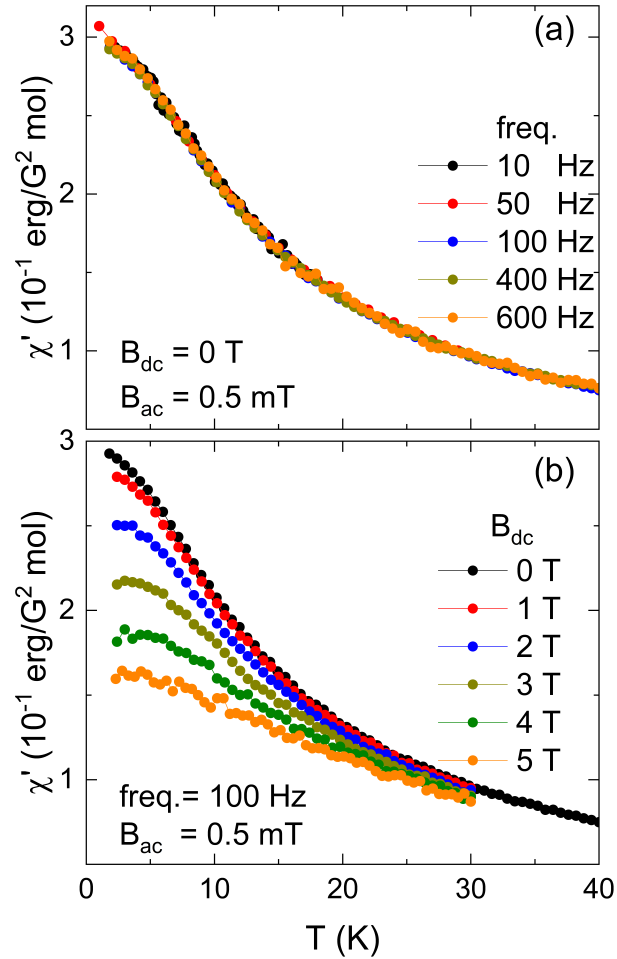 (a)
3
2
1
χ' (10⁻¹ erg/G² mol)
freq.
10 Hz
50 Hz
100 Hz
400 Hz
600 Hz
B_dc = 0 T
B_ac = 0.5 mT
(b)
3
2
1
χ' (10⁻¹ erg/G² mol)
B_dc
0 T
1 T
2 T
3 T
4 T
5 T
freq.= 100 Hz
B_ac = 0.5 mT
0 10 20 30 40
T (K)